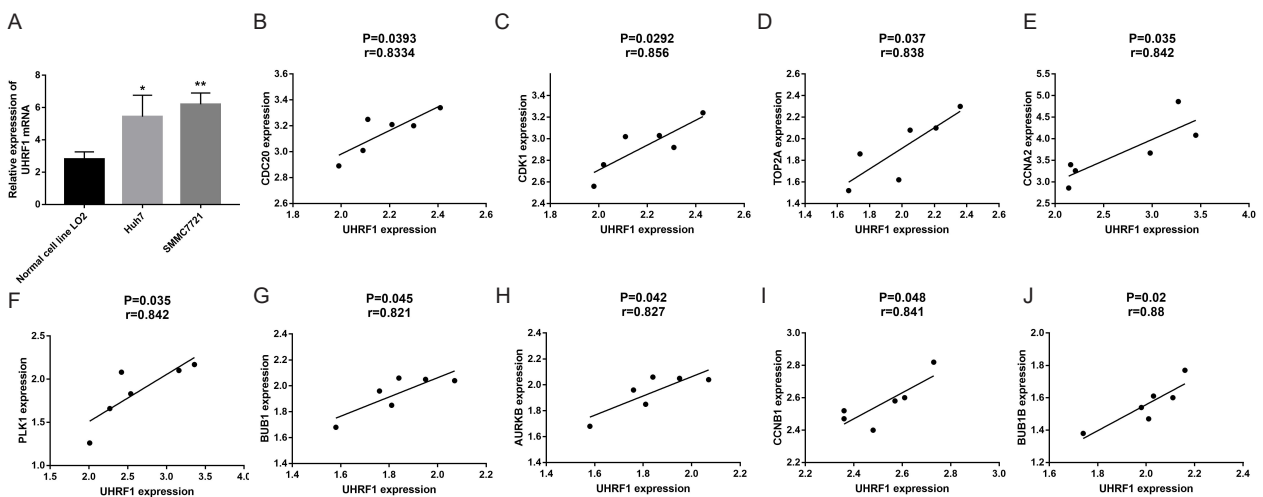 A
Relative expresssion of
UHRF1 mRNA
8
6
4
2
0
*
**
Normal cell line LO2
Huh7
SMMC7721
B
P=0.0393
r=0.8334
CDC20 expression
3.6
3.4
3.2
3.0
2.8
2.6
1.8 2.0 2.2 2.4 2.6
UHRF1 expression
C
P=0.0292
r=0.856
CDK1 expression
3.4
3.2
3.0
2.8
2.6
2.4
1.8 2.0 2.2 2.4 2.6
UHRF1 expression
D
P=0.037
r=0.838
TOP2A expression
2.6
2.4
2.2
2.0
1.8
1.6
1.4
1.4 1.6 1.8 2.0 2.2 2.4 2.6
UHRF1 expression
E
P=0.035
r=0.842
CCNA2 expression
5.5
5.0
4.5
4.0
3.5
3.0
2.5
2.0 2.5 3.0 3.5 4.0
UHRF1 expression
F
P=0.035
r=0.842
PLK1 expression
2.5
2.0
1.5
1.0
1.5 2.0 2.5 3.0 3.5 4.0
UHRF1 expression
G
P=0.045
r=0.821
BUB1 expression
2.4
2.2
2.0
1.8
1.6
1.4
1.4 1.6 1.8 2.0 2.2
UHRF1 expression
H
P=0.042
r=0.827
AURKB expression
2.4
2.2
2.0
1.8
1.6
1.4
1.4 1.6 1.8 2.0 2.2
UHRF1 expression
I
P=0.048
r=0.841
CCNB1 expression
3.0
2.8
2.6
2.4
2.2
2.2 2.4 2.6 2.8 3.0
UHRF1 expression
J
P=0.02
r=0.88
BUB1B expression
2.0
1.8
1.6
1.4
1.2
1.6 1.8 2.0 2.2 2.4
UHRF1 expression